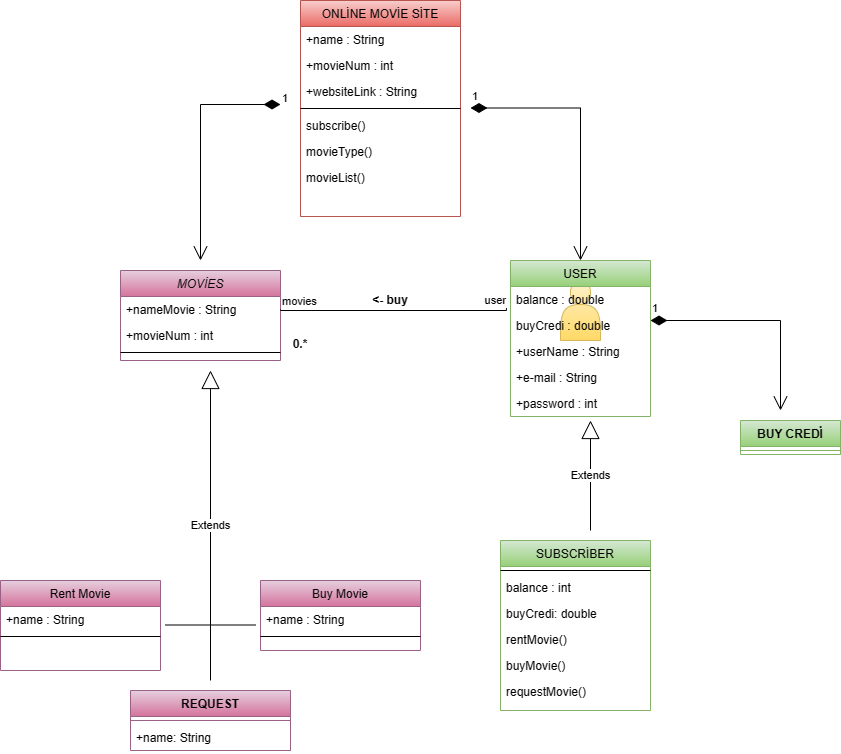 ONLİNE MOVİE SİTE
+name : String
+movieNum : int
+websiteLink : String
subscribe()
movieType()
movieList()
1
1
MOVİES
+nameMovie : String
+movieNum : int
movies
<- buy
user
0.*
USER
balance : double
buyCredi : double
+userName : String
+e-mail : String
+password : int
1
BUY CREDİ
Extends
Extends
SUBSCRİBER
balance : int
buyCredi: double
rentMovie()
buyMovie()
requestMovie()
Rent Movie
+name : String
Buy Movie
+name : String
REQUEST
+name: String